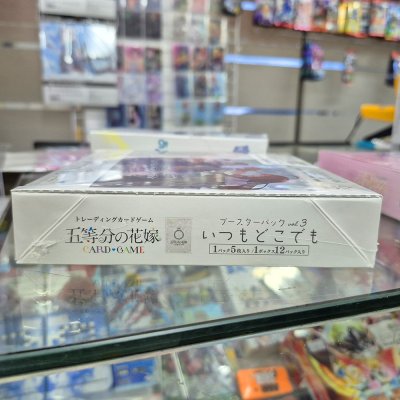 トレーディングカードゲーム
五等分の花嫁
CARD✦GAME
ブースターパック vol.3
いつもどこでも
1パック5枚入り/1ボックス12パック入り